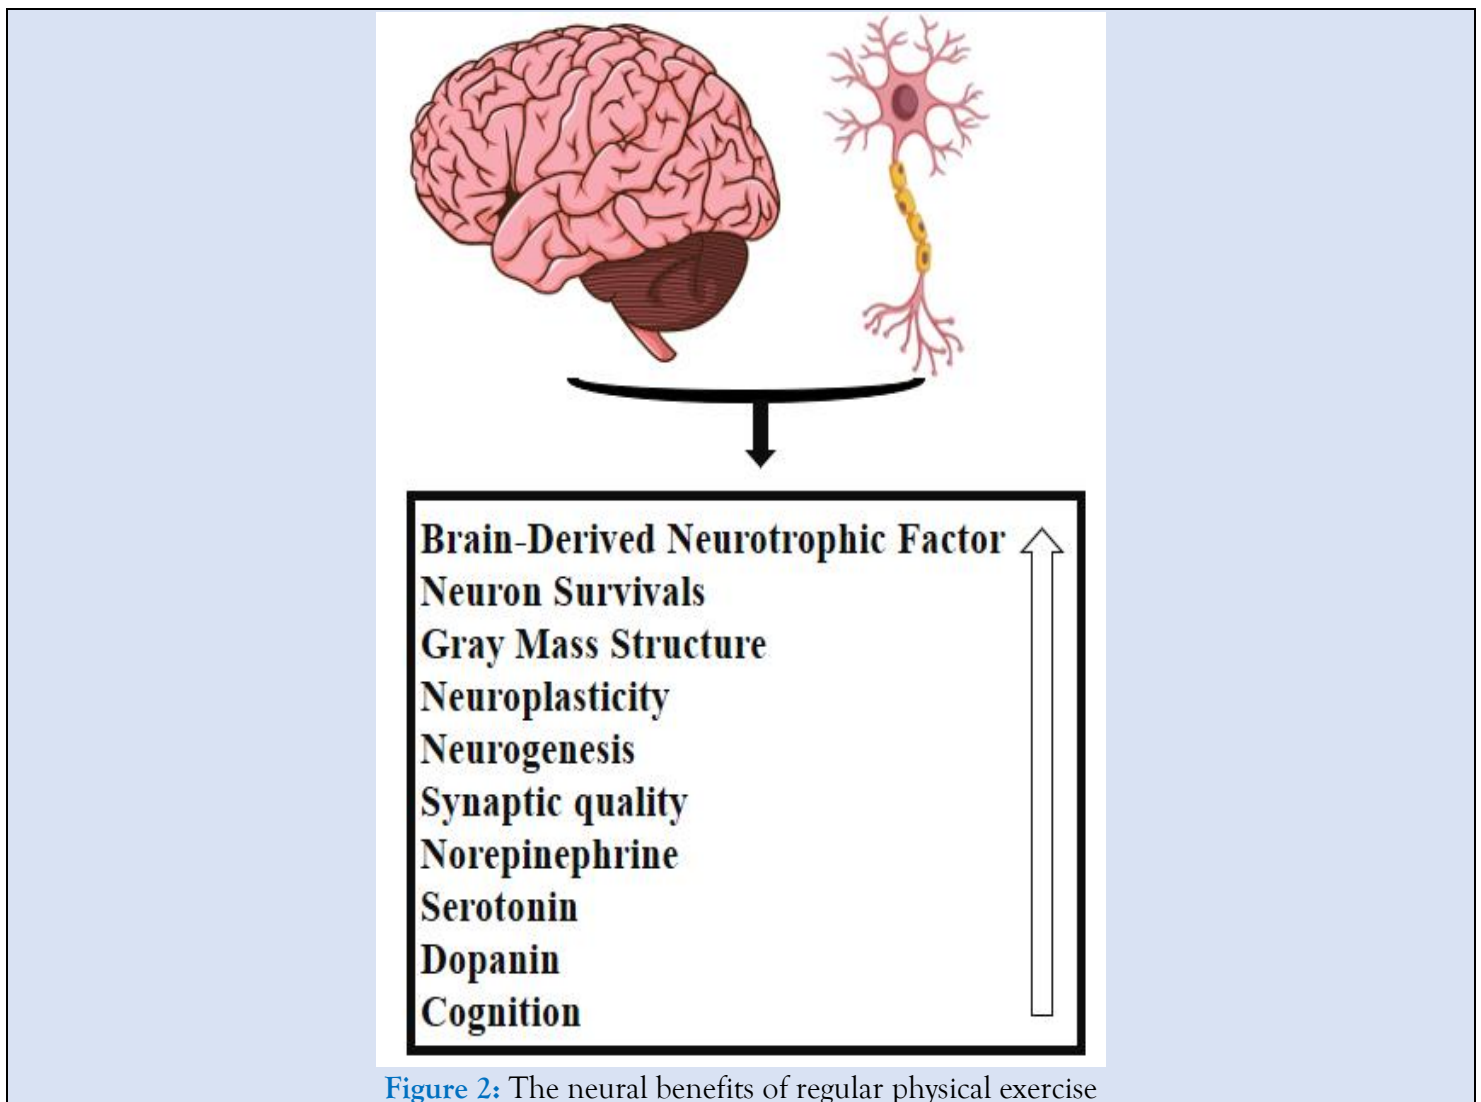 Brain-Derived Neurotrophic Factor
Neuron Survivals
Gray Mass Structure
Neuroplasticity
Neurogenesis
Synaptic quality
Norepinephrine
Serotonin
Dopanin
Cognition
Figure 2: The neural benefits of regular physical exercise